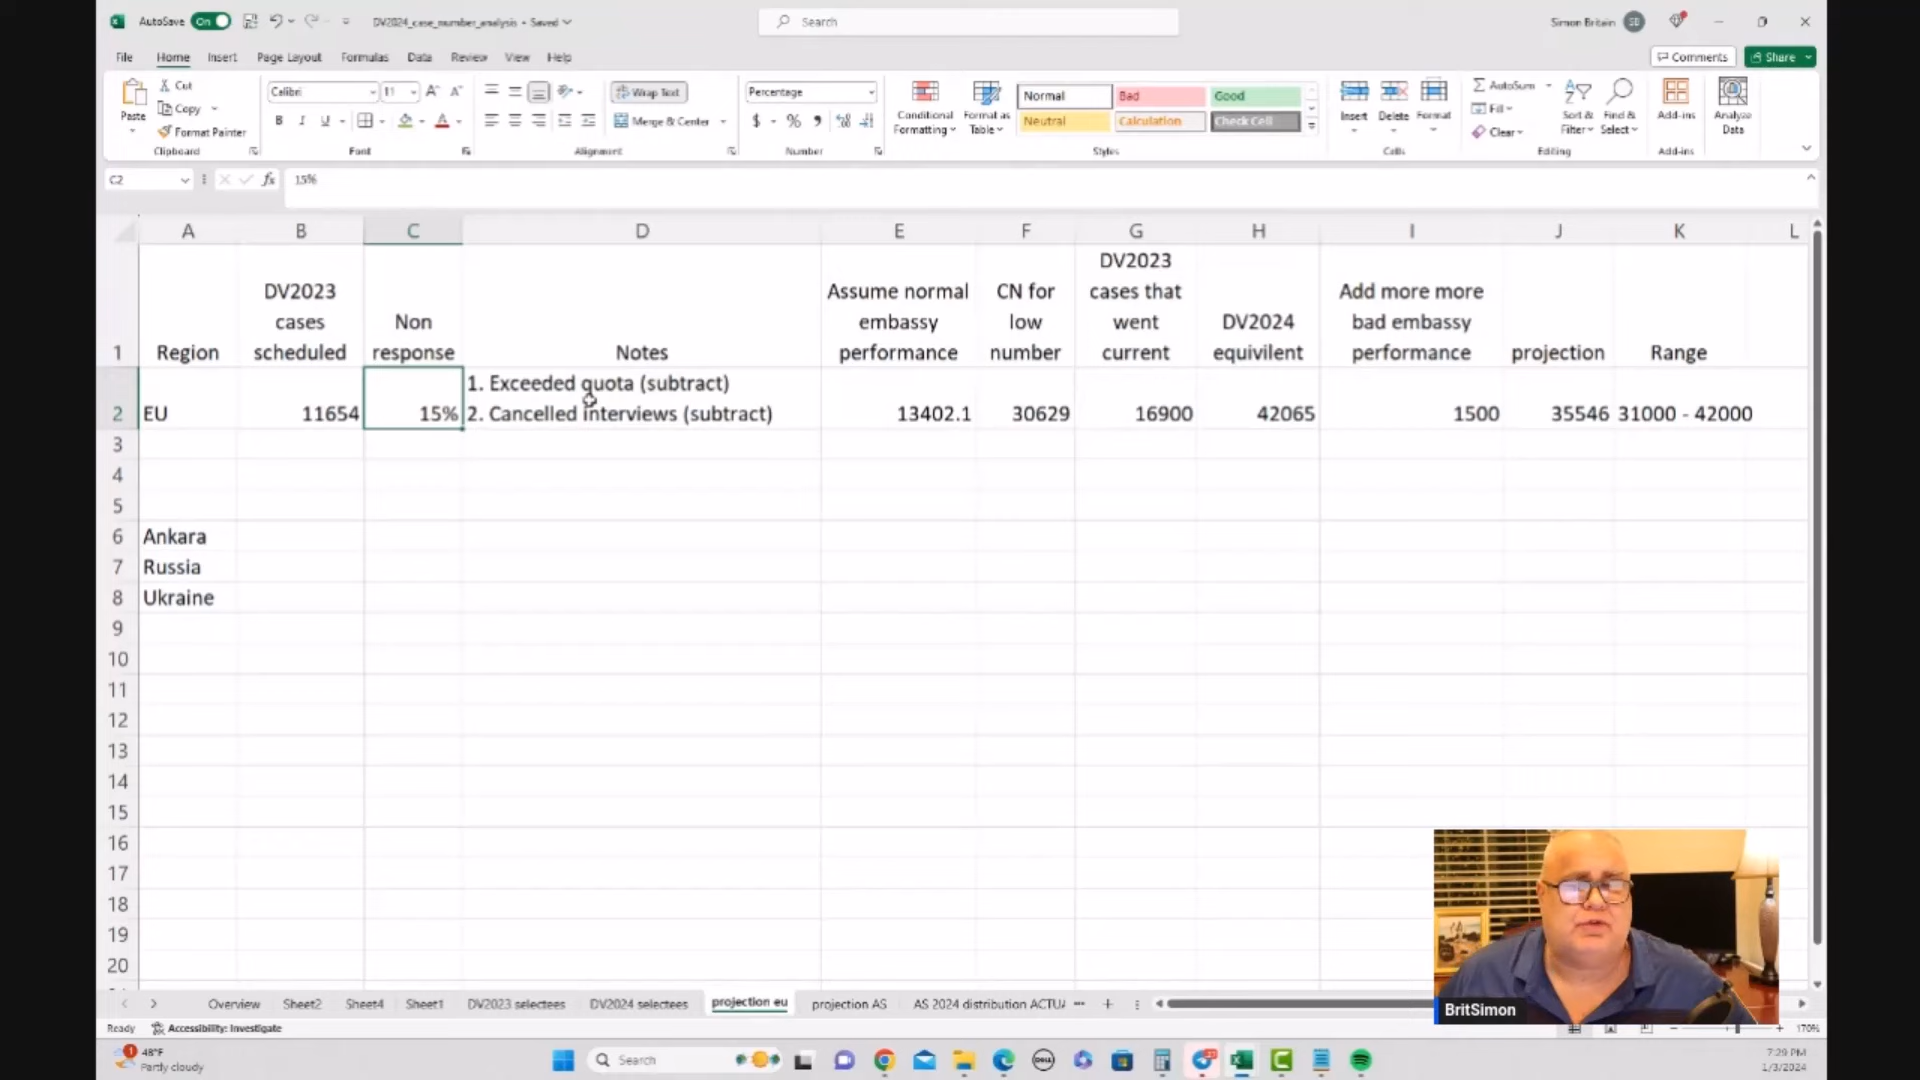 AutoSave On DV2024_case_number_analysis • Saved Search Simon Britain SB
File Home Insert Page Layout Formulas Data Review View Help Comments Share
Cut
Copy
Format Painter
Paste
Clipboard
Calibri 11
Font
Wrap Text
Merge & Center
Alignment
Percentage
Number
Conditional Formatting
Format as Table
Normal Bad Good
Neutral Calculation Check Cell
Styles
Insert Delete Format
Cells
AutoSum
Fill
Clear
Sort & Filter
Find & Select
Editing
Add-ins
Add-ins
Analyze Data
C2 fx 15%
A B C D E F G H I J K L
1 Region
DV2023 cases scheduled
Non response
Notes
Assume normal embassy performance
CN for low number
DV2023 cases that went current
DV2024 equivilent
Add more more bad embassy performance
projection
Range
1. Exceeded quota (subtract)
2 EU 11654 15% 2. Cancelled interviews (subtract) 13402.1 30629 16900 42065 1500 35546 31000 - 42000
3
4
5
6 Ankara
7 Russia
8 Ukraine
9
10
11
12
13
14
15
16
17
18
19
20
BritSimon
Overview Sheet2 Sheet4 Sheet1 DV2023 selectees DV2024 selectees projection eu projection AS AS 2024 distribution ACTU
Ready Accessibility: Investigate 170%
48°F
Partly cloudy
Search
DELL
7:29 PM
1/3/2024